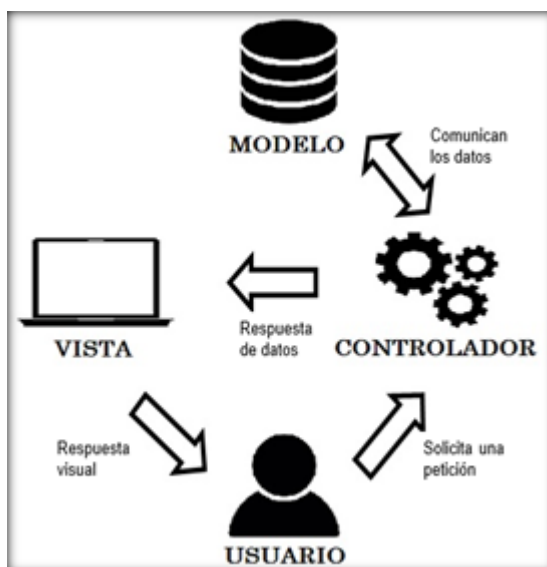 MODELO
Comunican
los datos
Respuesta
de datos
VISTA
CONTROLADOR
Respuesta
visual
Solicita una
petición
USUARIO